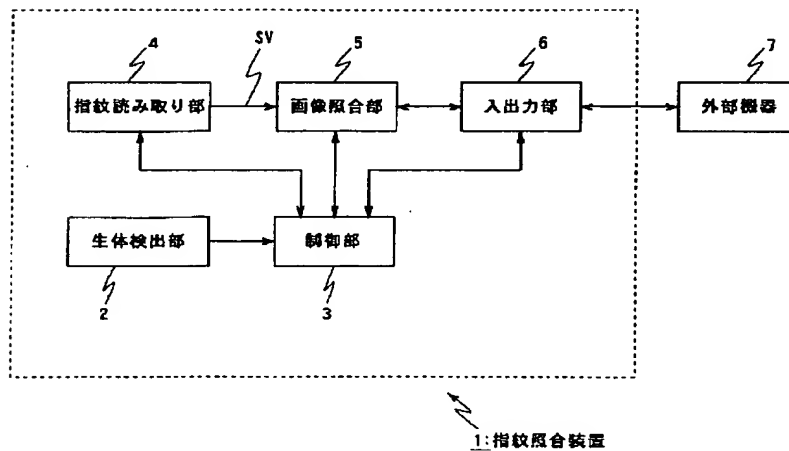 4
SV
5
6
7
指紋読み取り部
画像照合部
入出力部
外部機器
生体検出部
制御部
2
3
1:指紋照合装置